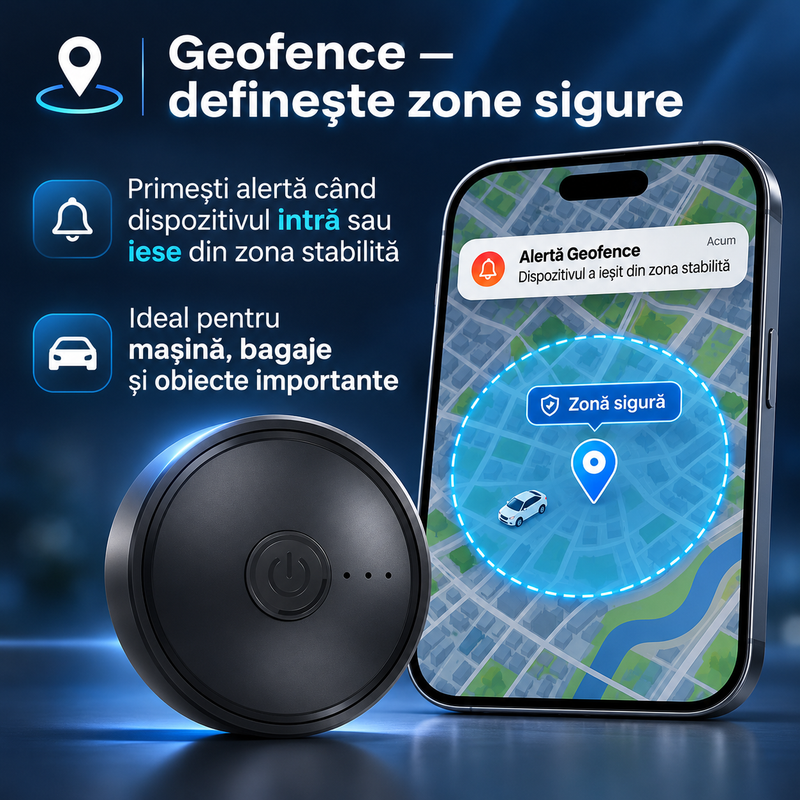 Geofence –
definește zone sigure
Primești alertă când
dispozitivul intră sau
iese din zona stabilită
Ideal pentru
mașină, bagaje
și obiecte importante
Alertă Geofence
Acum
Dispozitivul a ieșit din zona stabilită
Zonă sigură